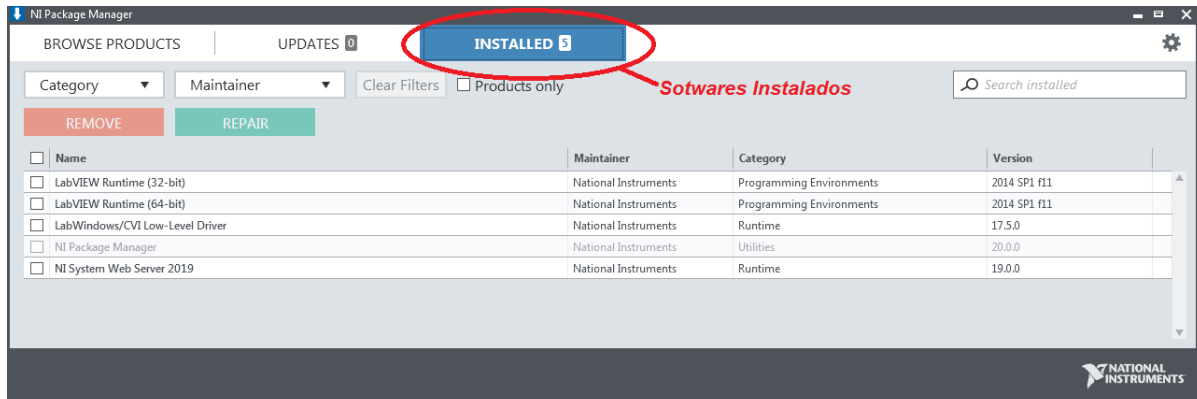 NI Package Manager
BROWSE PRODUCTS UPDATES 0 INSTALLED 5
Category Maintainer Clear Filters Products only Sotwares Instalados Search installed
REMOVE REPAIR
Name Maintainer Category Version
LabVIEW Runtime (32-bit) National Instruments Programming Environments 2014 SP1 f11
LabVIEW Runtime (64-bit) National Instruments Programming Environments 2014 SP1 f11
LabWindows/CVI Low-Level Driver National Instruments Runtime 17.5.0
NI Package Manager National Instruments Utilities 20.0.0
NI System Web Server 2019 National Instruments Runtime 19.0.0
NATIONAL
INSTRUMENTS